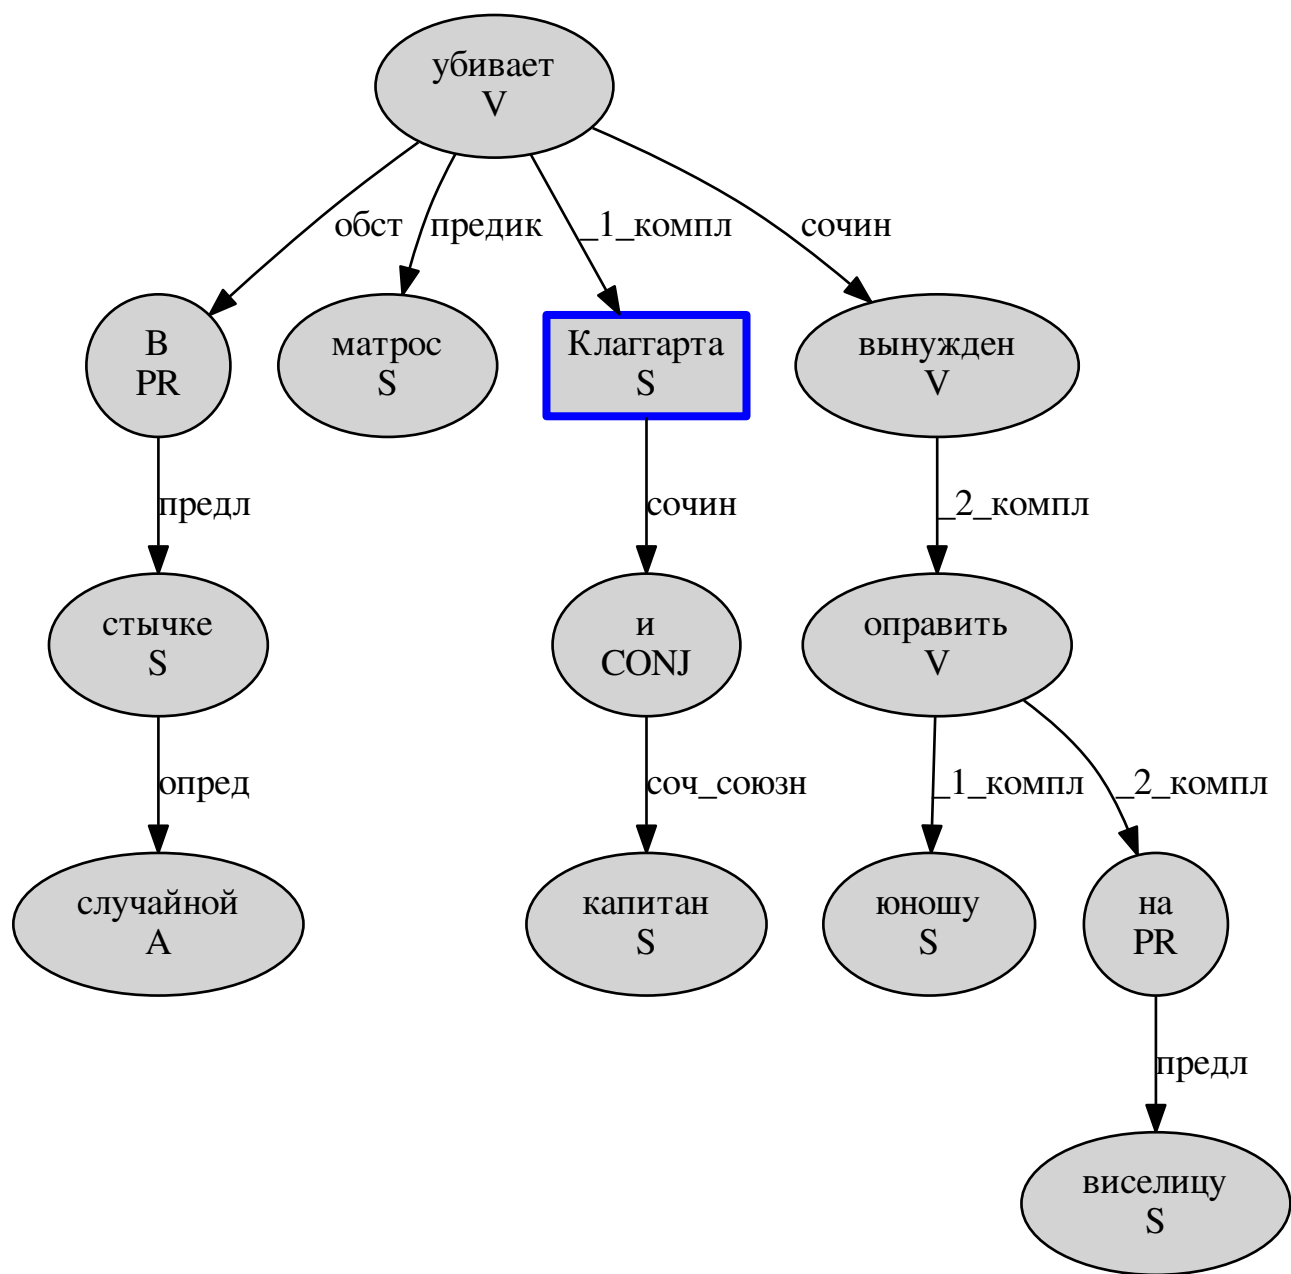 убивает
V
обст
предик
_1_компл
сочин
В
PR
матрос
S
Клаггарта
S
вынужден
V
предл
сочин
_2_компл
стычке
S
и
CONJ
оправить
V
опред
соч_союзн
_1_компл
_2_компл
случайной
A
капитан
S
юношу
S
на
PR
предл
виселицу
S